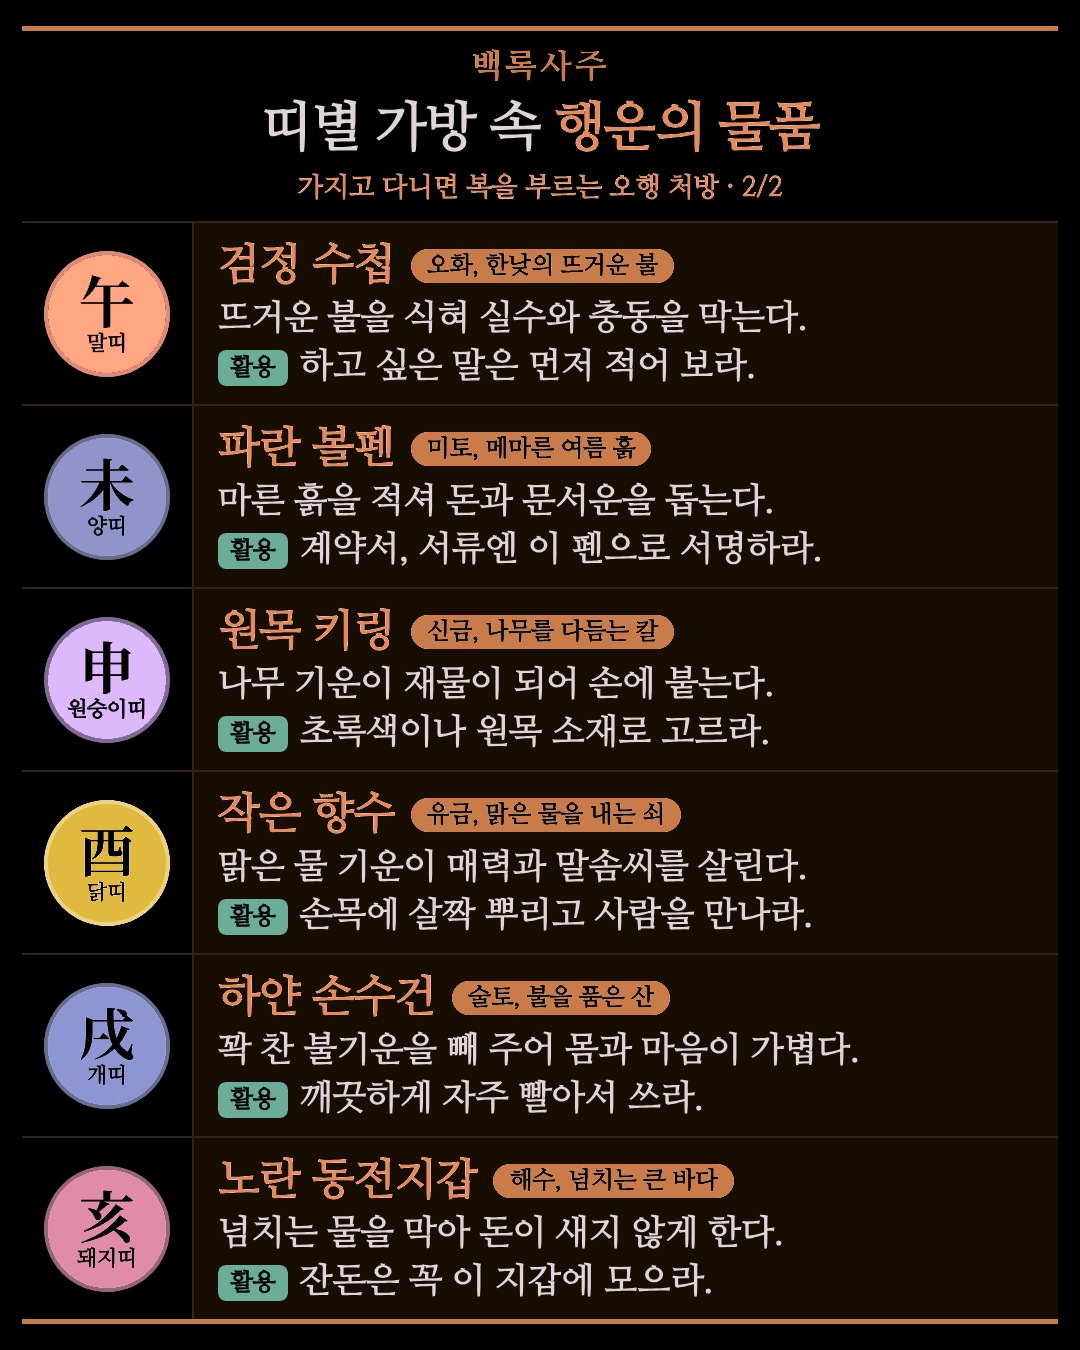 백록사주
띠별 가방 속 행운의 물품
가지고 다니면 복을 부르는 오행 처방 · 2/2
午
말띠
검정 수첩 오화, 한낮의 뜨거운 불
뜨거운 불을 식혀 실수와 충동을 막는다.
활용 하고 싶은 말은 먼저 적어 보라.
未
양띠
파란 볼펜 미토, 메마른 여름 흙
마른 흙을 적셔 돈과 문서운을 돕는다.
활용 계약서, 서류엔 이 펜으로 서명하라.
申
원숭이띠
원목 키링 신금, 나무를 다듬는 칼
나무 기운이 재물이 되어 손에 붙는다.
활용 초록색이나 원목 소재로 고르라.
酉
닭띠
작은 향수 유금, 맑은 물을 내는 쇠
맑은 물 기운이 매력과 말솜씨를 살린다.
활용 손목에 살짝 뿌리고 사람을 만나라.
戌
개띠
하얀 손수건 술토, 불을 품은 산
꽉 찬 불기운을 빼 주어 몸과 마음이 가볍다.
활용 깨끗하게 자주 빨아서 쓰라.
亥
돼지띠
노란 동전지갑 해수, 넘치는 큰 바다
넘치는 물을 막아 돈이 새지 않게 한다.
활용 잔돈은 꼭 이 지갑에 모으라.